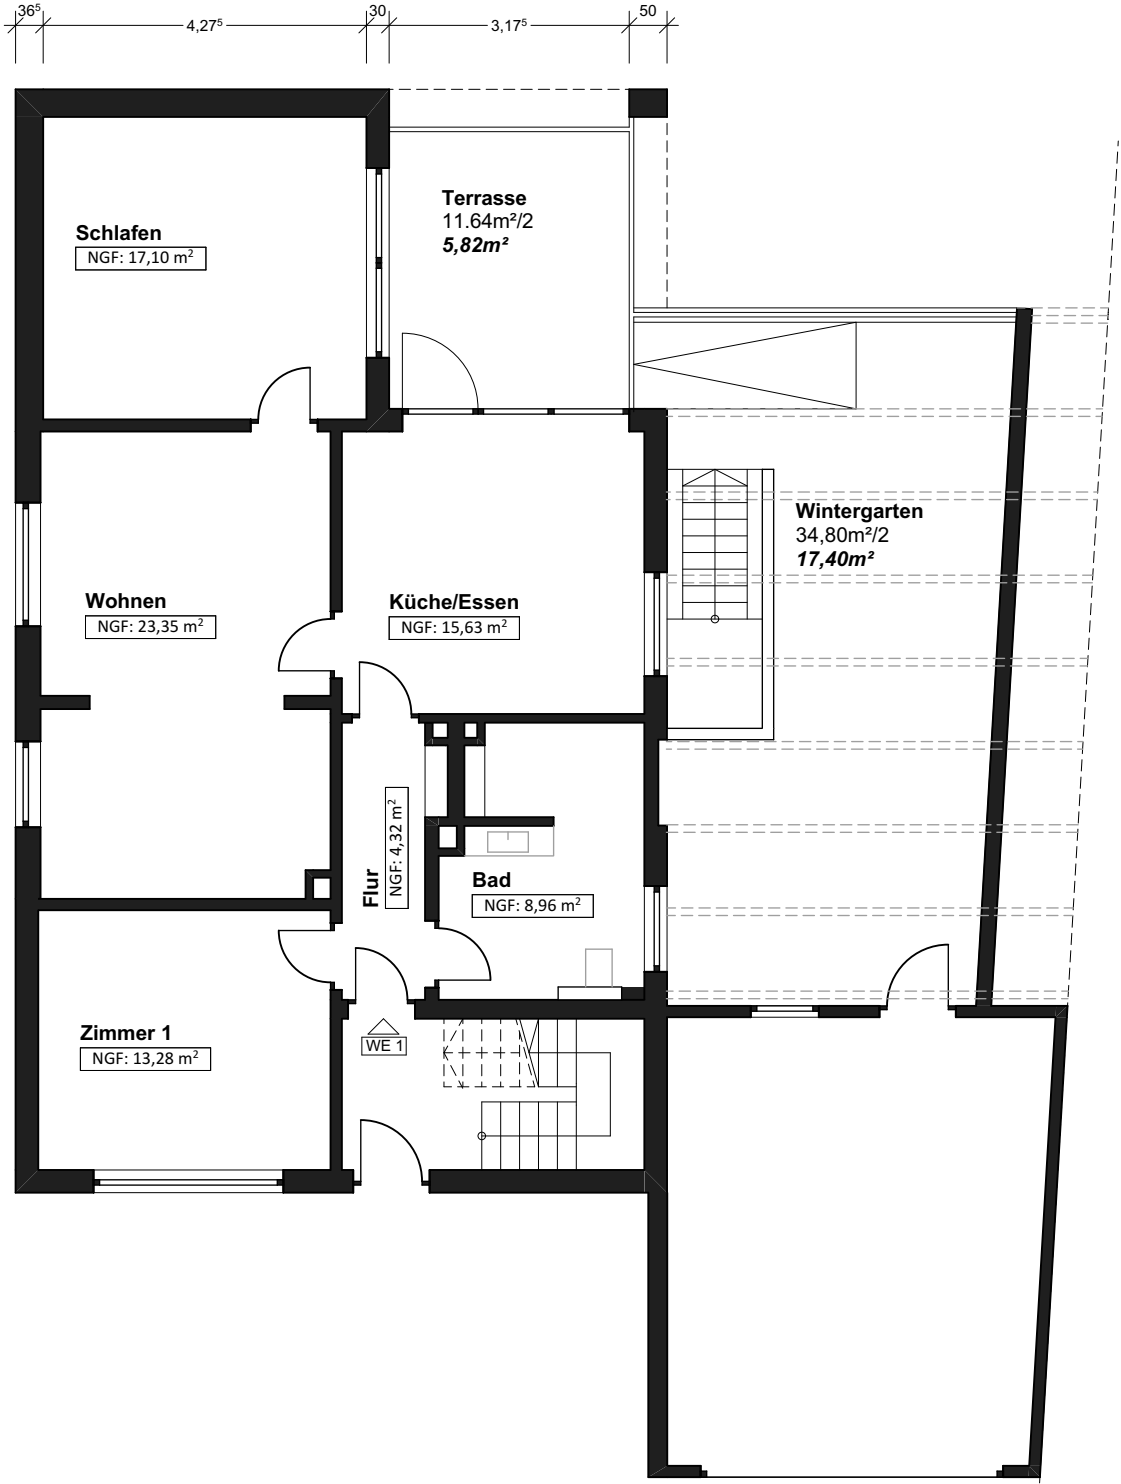 36⁵ 4,27⁵ 30 3,17⁵ 50
Terrasse
11.64m²/2
5,82m²
Schlafen
NGF: 17,10 m²
Wintergarten
34,80m²/2
17,40m²
Wohnen
NGF: 23,35 m²
Küche/Essen
NGF: 15,63 m²
Flur
NGF: 4,32 m²
Bad
NGF: 8,96 m²
Zimmer 1
NGF: 13,28 m²
WE 1